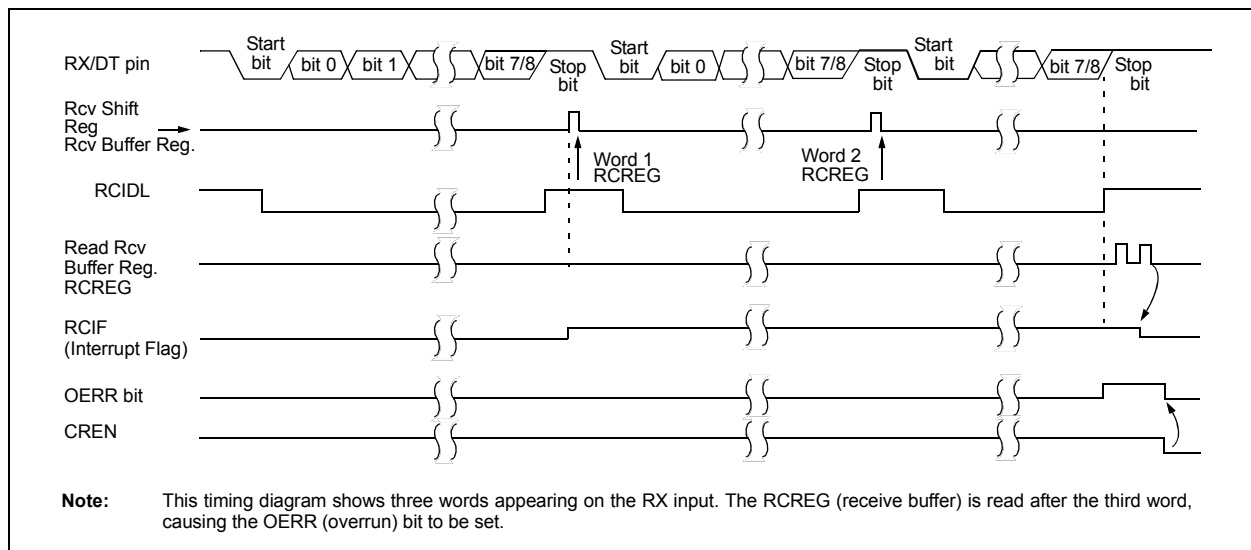 RX/DT pin
Start
bit
bit 0
bit 1
bit 7/8
Stop
bit
Start
bit
bit 0
bit 7/8
Stop
bit
Start
bit
bit 7/8
Stop
bit
Rcv Shift
Reg
Rcv Buffer Reg.
Word 1
RCREG
Word 2
RCREG
RCIDL
Read Rcv
Buffer Reg.
RCREG
RCIF
(Interrupt Flag)
OERR bit
CREN
Note: This timing diagram shows three words appearing on the RX input. The RCREG (receive buffer) is read after the third word,
causing the OERR (overrun) bit to be set.